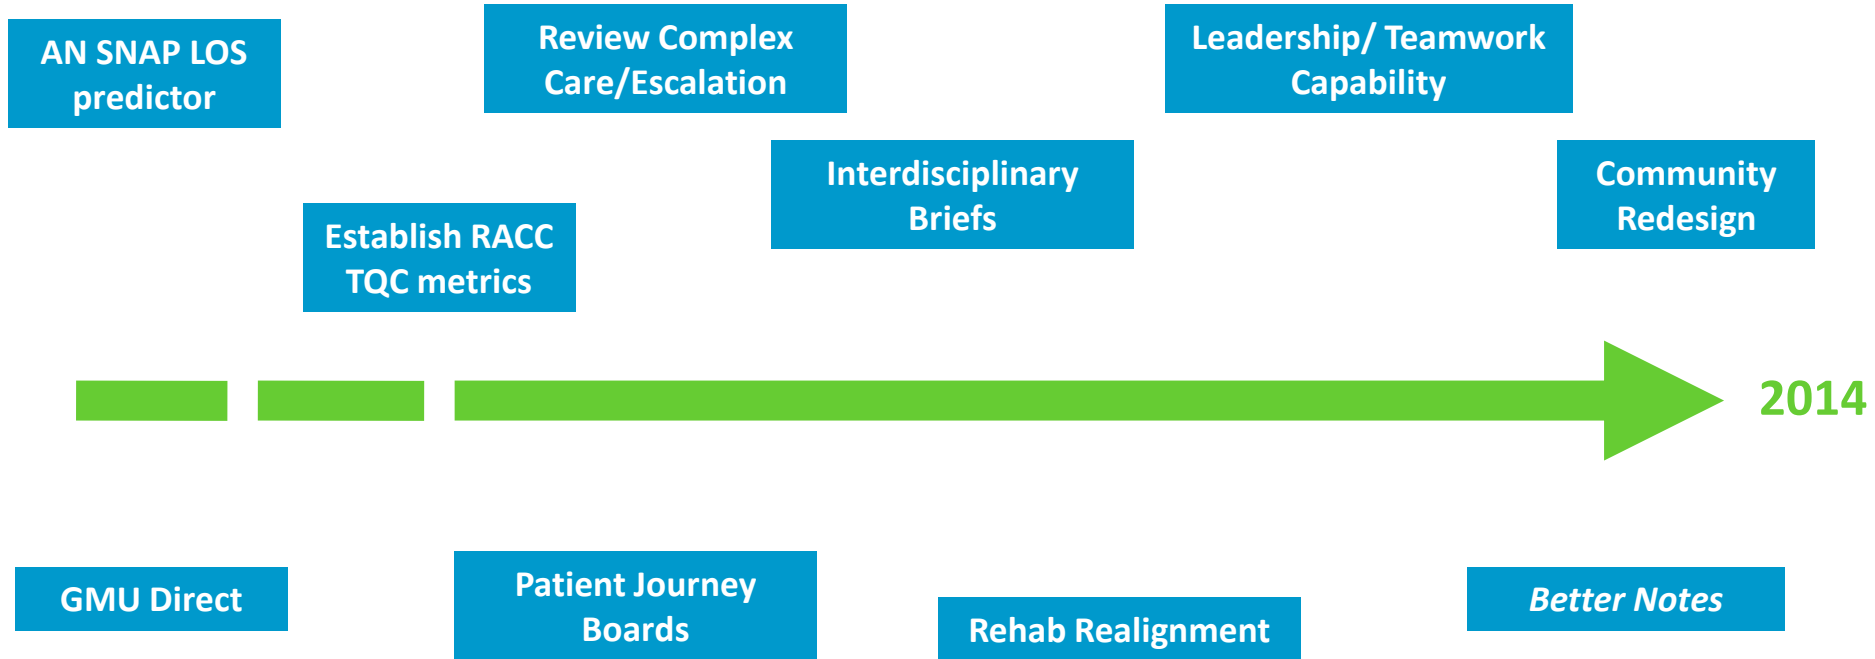 AN SNAP LOS
predictor
Review Complex
Care/Escalation
Leadership/ Teamwork
Capability
Interdisciplinary
Briefs
Community
Redesign
Establish RACC
TQC metrics
2014
GMU Direct
Patient Journey
Boards
Rehab Realignment
Better Notes